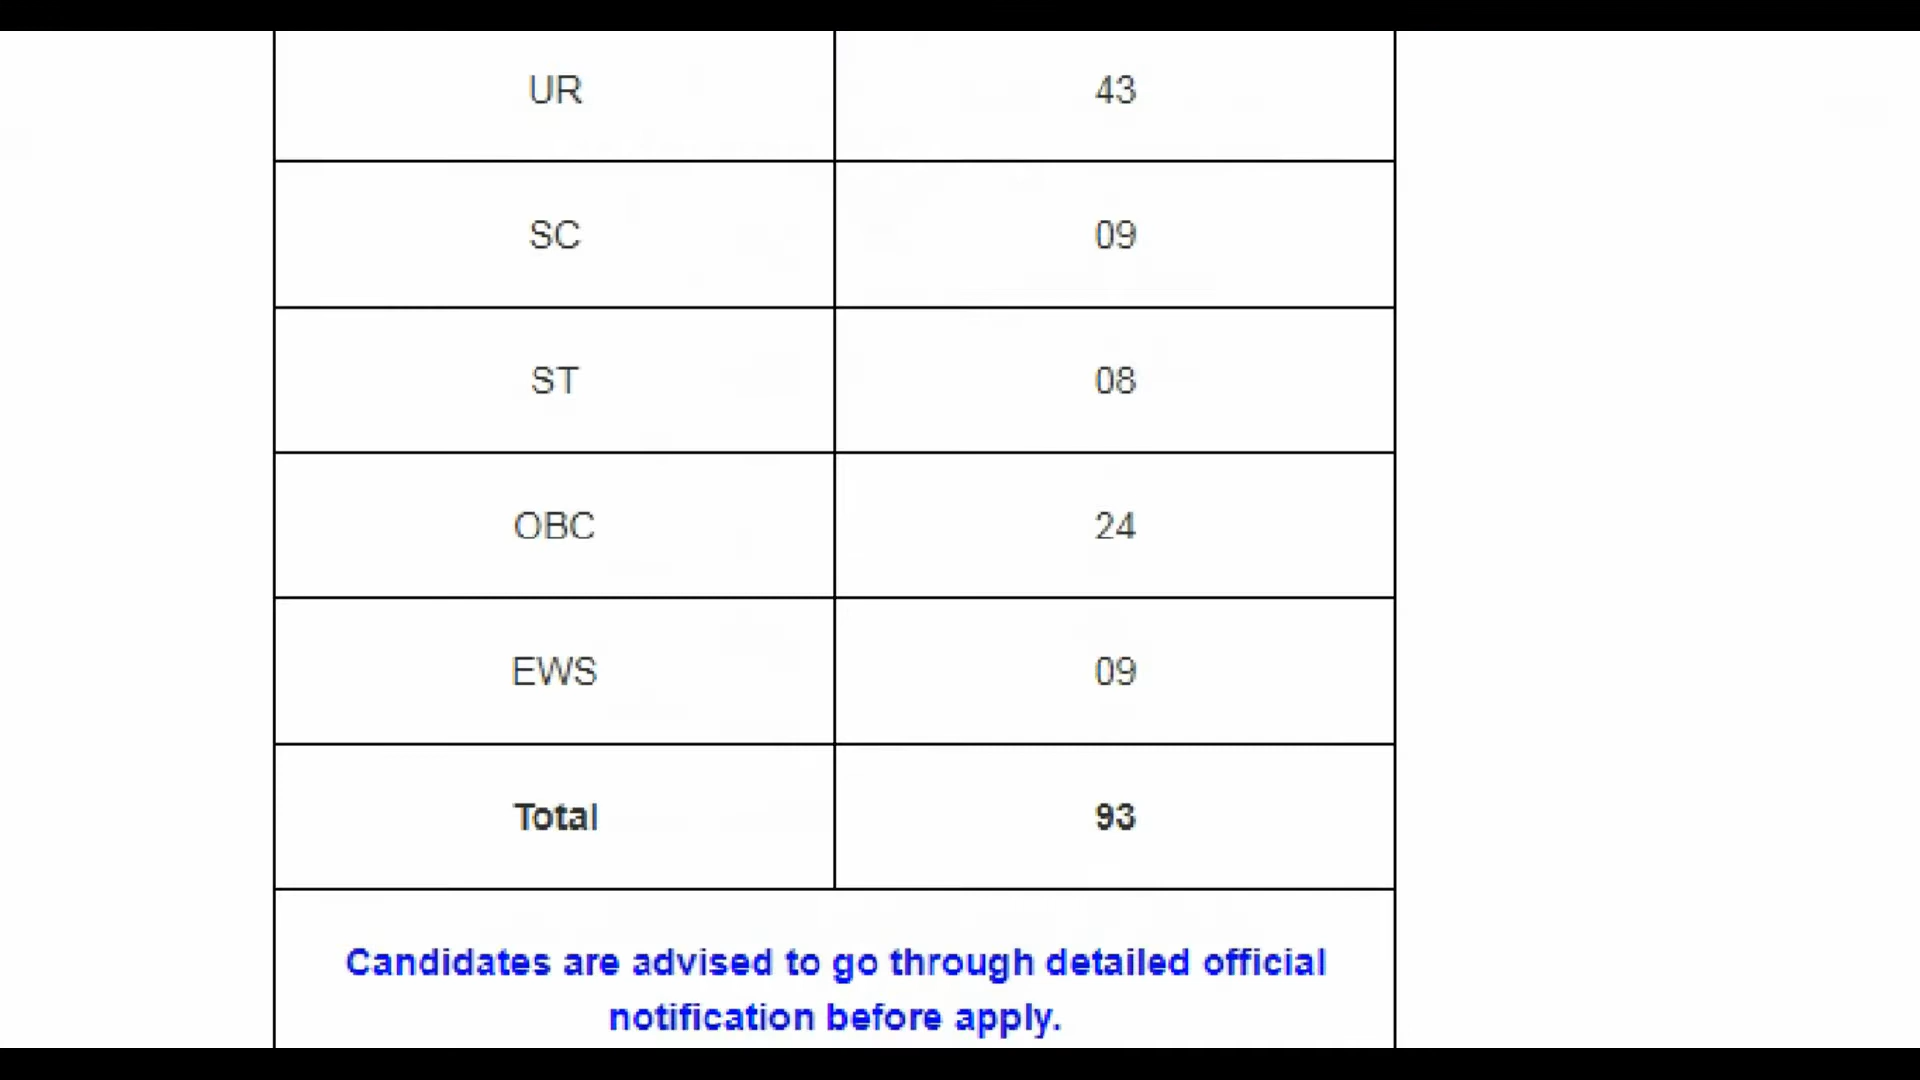 UR 43
SC 09
ST 08
OBC 24
EWS 09
Total 93
Candidates are advised to go through detailed official
notification before apply.